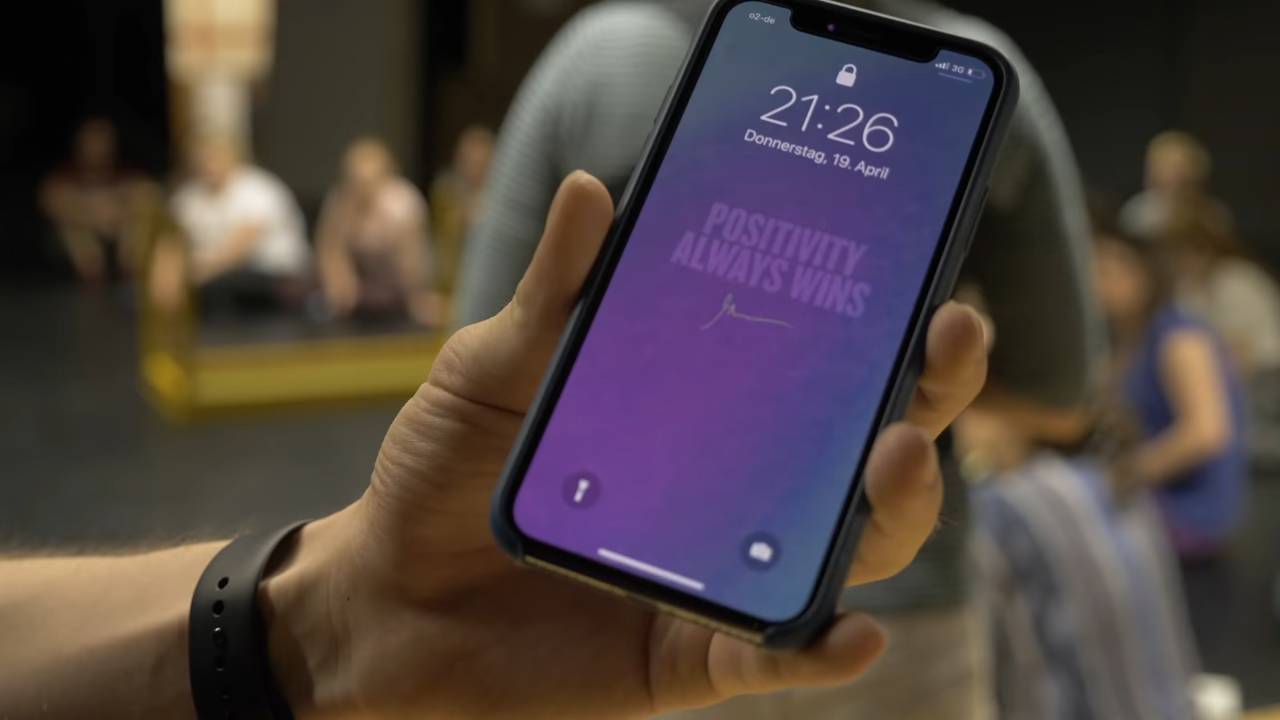 o2-de
3G
21:26
Donnerstag, 19. April
POSITIVITY
ALWAYS WINS